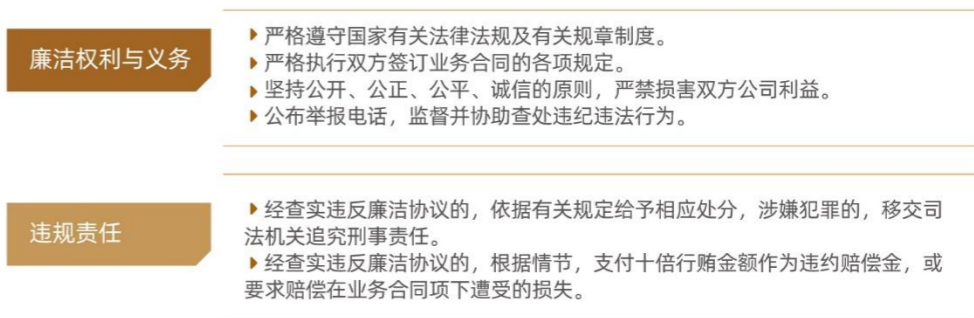 廉洁权利与义务
严格遵守国家有关法律法规及有关规章制度。
严格执行双方签订业务合同的各项规定。
坚持公开、公正、公平、诚信的原则，严禁损害双方公司利益。
公布举报电话，监督并协助查处违纪违法行为。
违规责任
经查实违反廉洁协议的，依据有关规定给予相应处分，涉嫌犯罪的，移交司
法机关追究刑事责任。
经查实违反廉洁协议的，根据情节，支付十倍行贿金额作为违约赔偿金，或
要求赔偿在业务合同项下遭受的损失。